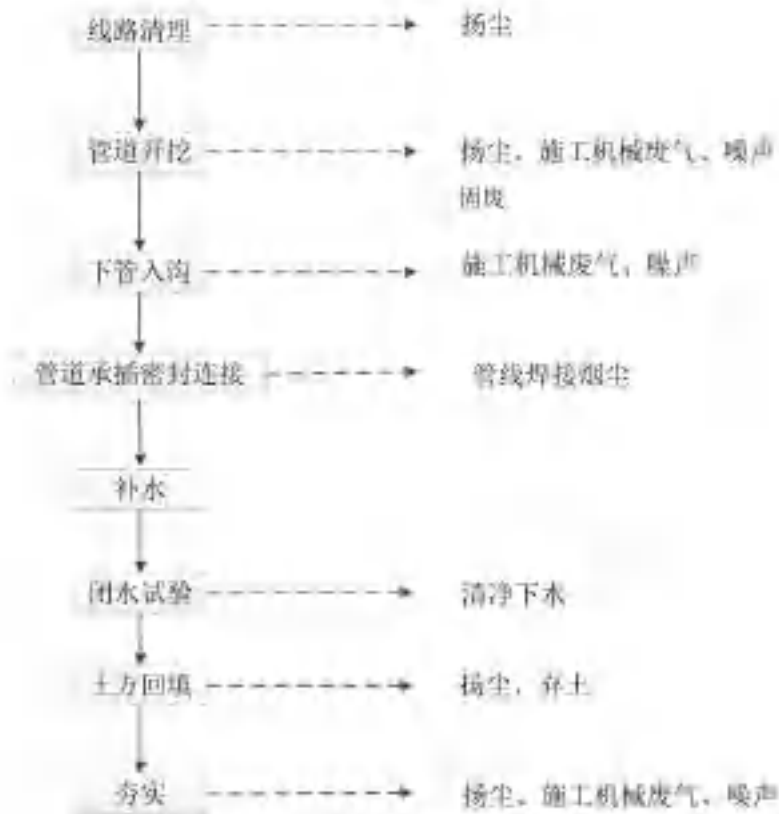 线路清理
扬尘
管道开挖
扬尘、施工机械废气、噪声
固废
下管入沟
施工机械废气、噪声
管道承插密封连接
管线焊接烟尘
补水
闭水试验
清净下水
土方回填
扬尘、弃土
夯实
扬尘、施工机械废气、噪声